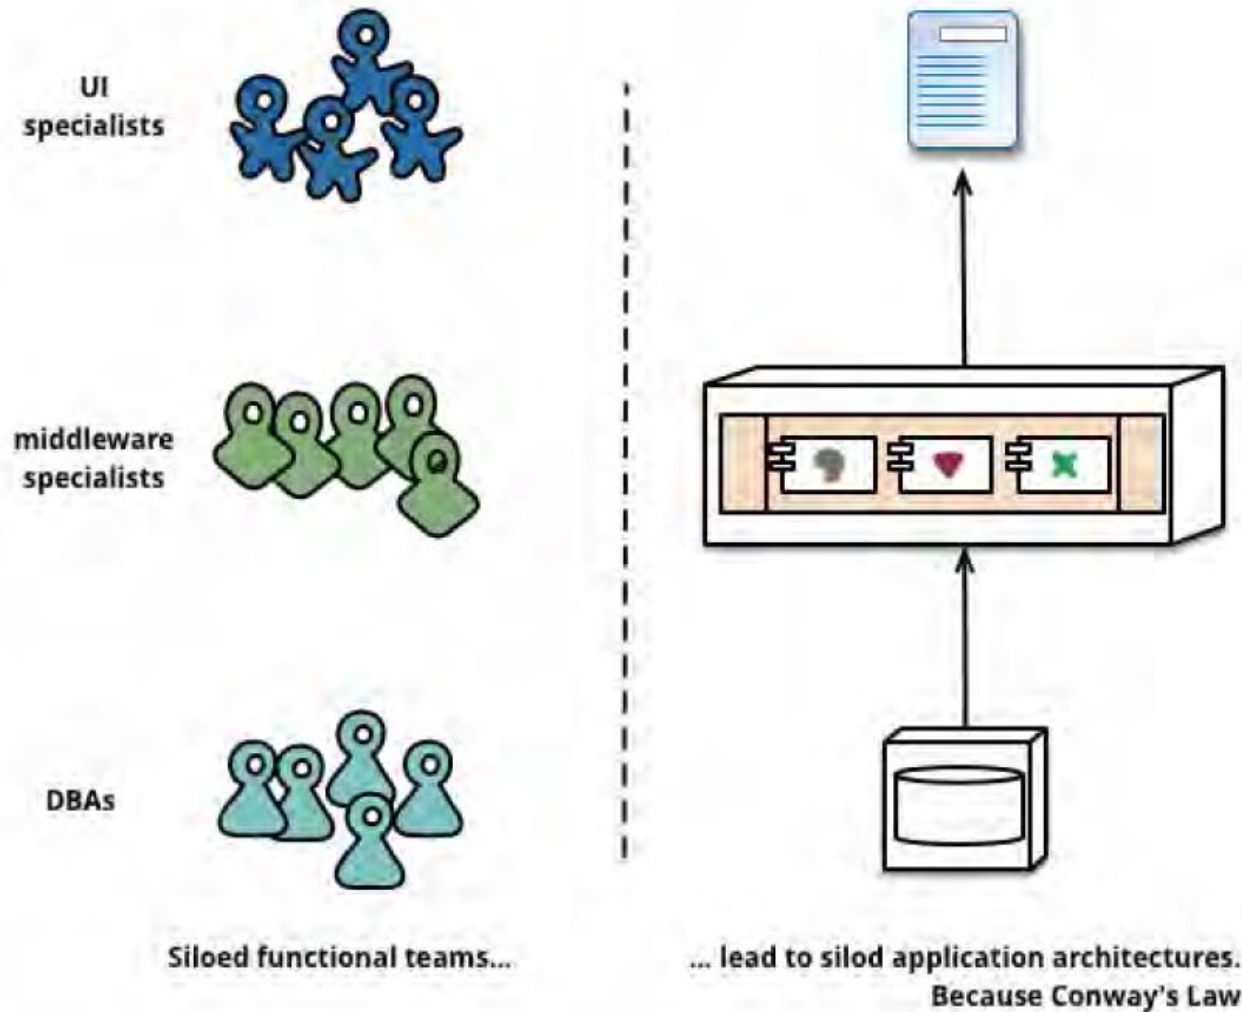 UI
specialists
middleware
specialists
DBAs
Siloed functional teams...
... lead to silod application architectures.
Because Conway's Law